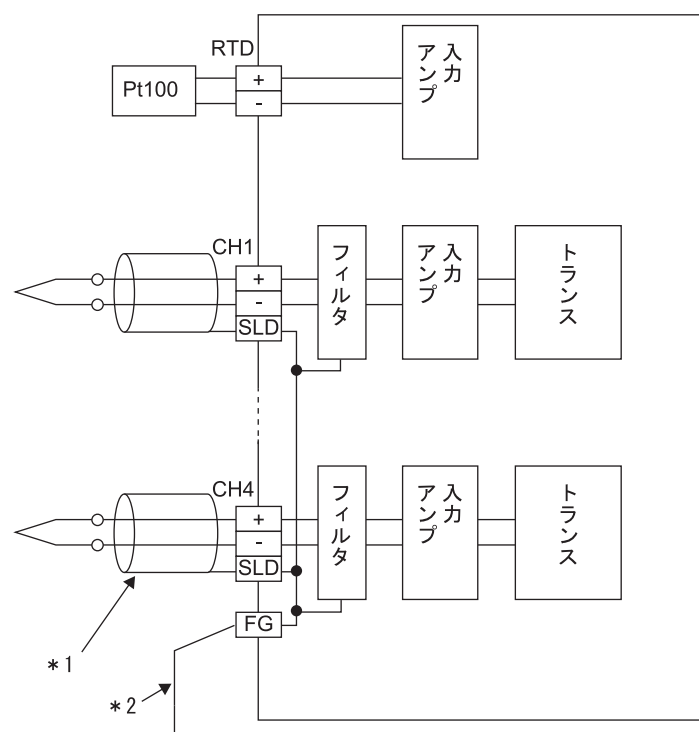 RTD
Pt100
+
-
入力
アンプ
CH1
+
-
SLD
フィルタ
入力
アンプ
トランス
CH4
+
-
SLD
フィルタ
入力
アンプ
トランス
FG
*1
*2